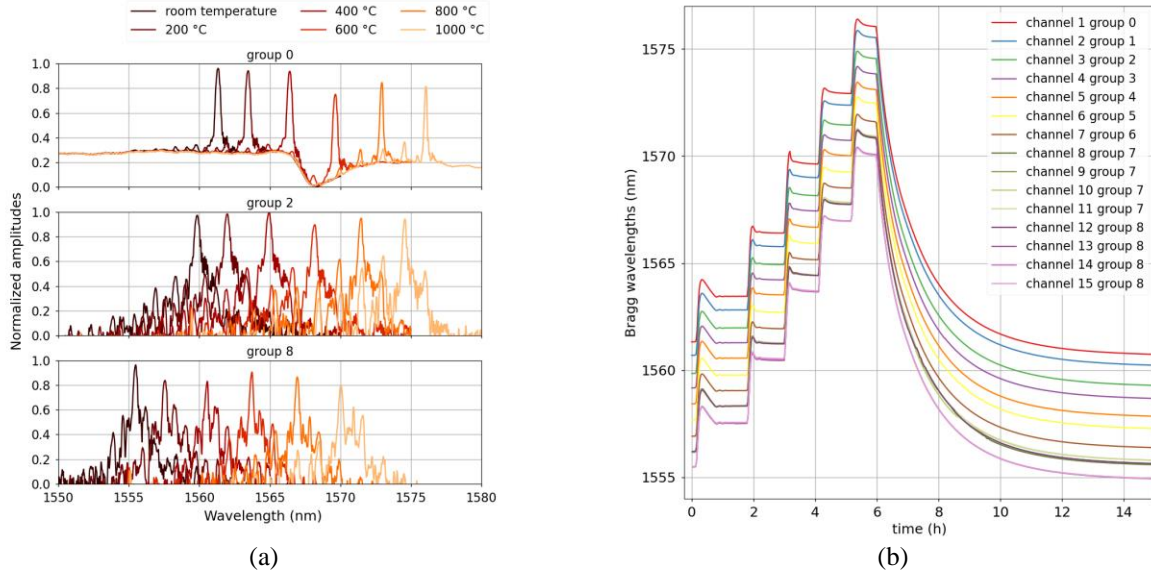 room temperature
200 °C
400 °C
600 °C
800 °C
1000 °C
group 0
1.0
0.8
0.6
0.4
0.2
0.0
group 2
1.0
0.8
0.6
0.4
0.2
0.0
group 8
1.0
0.8
0.6
0.4
0.2
0.0
Normalized amplitudes
1550 1555 1560 1565 1570 1575 1580
Wavelength (nm)
(a)
1575
1570
1565
1560
1555
Bragg wavelengths (nm)
channel 1 group 0
channel 2 group 1
channel 3 group 2
channel 4 group 3
channel 5 group 4
channel 6 group 5
channel 7 group 6
channel 8 group 7
channel 9 group 7
channel 10 group 7
channel 11 group 7
channel 12 group 8
channel 13 group 8
channel 14 group 8
channel 15 group 8
0 2 4 6 8 10 12 14
time (h)
(b)